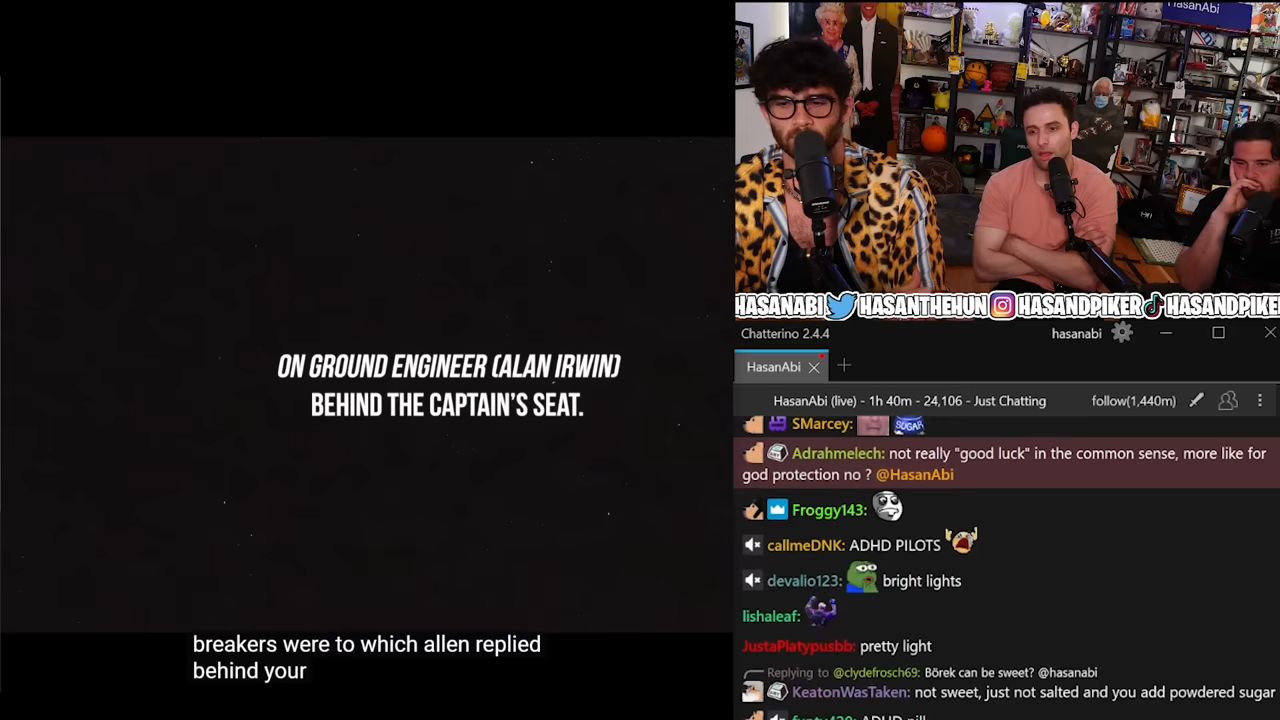 HasanAbi
ON GROUND ENGINEER (ALAN IRWIN)
BEHIND THE CAPTAIN'S SEAT.
breakers were to which allen replied
behind your
HASANABI HASANTHEHUN HASANDPIKER HASANDPIKE
Chatterino 2.4.4 hasanabi
HasanAbi
HasanAbi (live) - 1h 40m - 24,106 - Just Chatting follow(1,440m)
SMarcey: SUGAR
Adrahmelech: not really "good luck" in the common sense, more like for
god protection no ? @HasanAbi
Froggy143:
callmeDNK: ADHD PILOTS
devalio123: bright lights
lishaleaf:
JustaPlatypusbb: pretty light
Replying to @clydefrosch69: Börek can be sweet? @hasanabi
KeatonWasTaken: not sweet, just not salted and you add powdered sugar